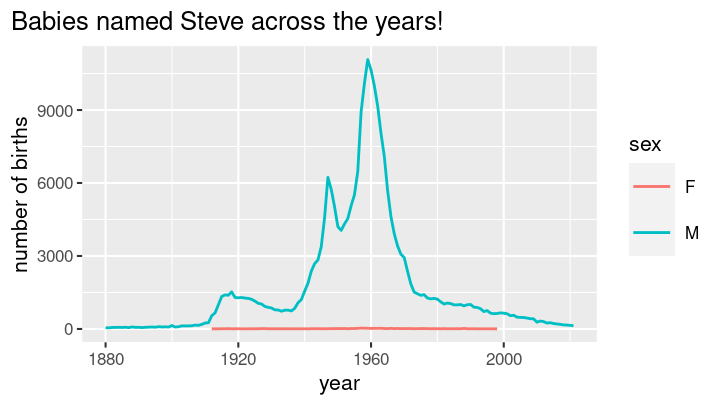 Babies named Steve across the years!
number of births
9000
6000
3000
0
1880
1920
1960
2000
year
sex
F
M